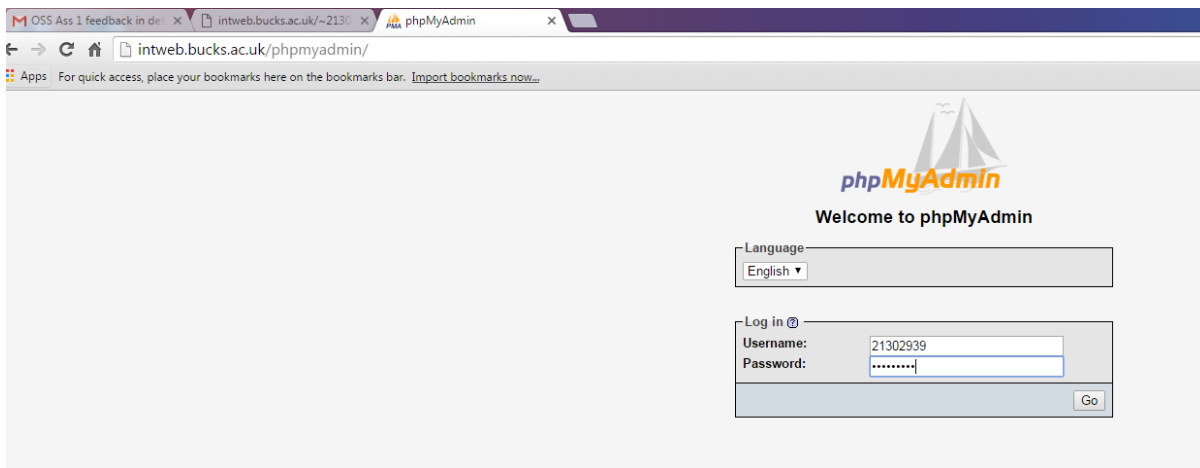 OSS Ass 1 feedback in det
intweb.bucks.ac.uk/~2130
PMA phpMyAdmin
intweb.bucks.ac.uk/phpmyadmin/
Apps For quick access, place your bookmarks here on the bookmarks bar. Import bookmarks now...
phpMyAdmin
Welcome to phpMyAdmin
Language
English
Log in ?
Username: 21302939
Password: •••••••••
Go